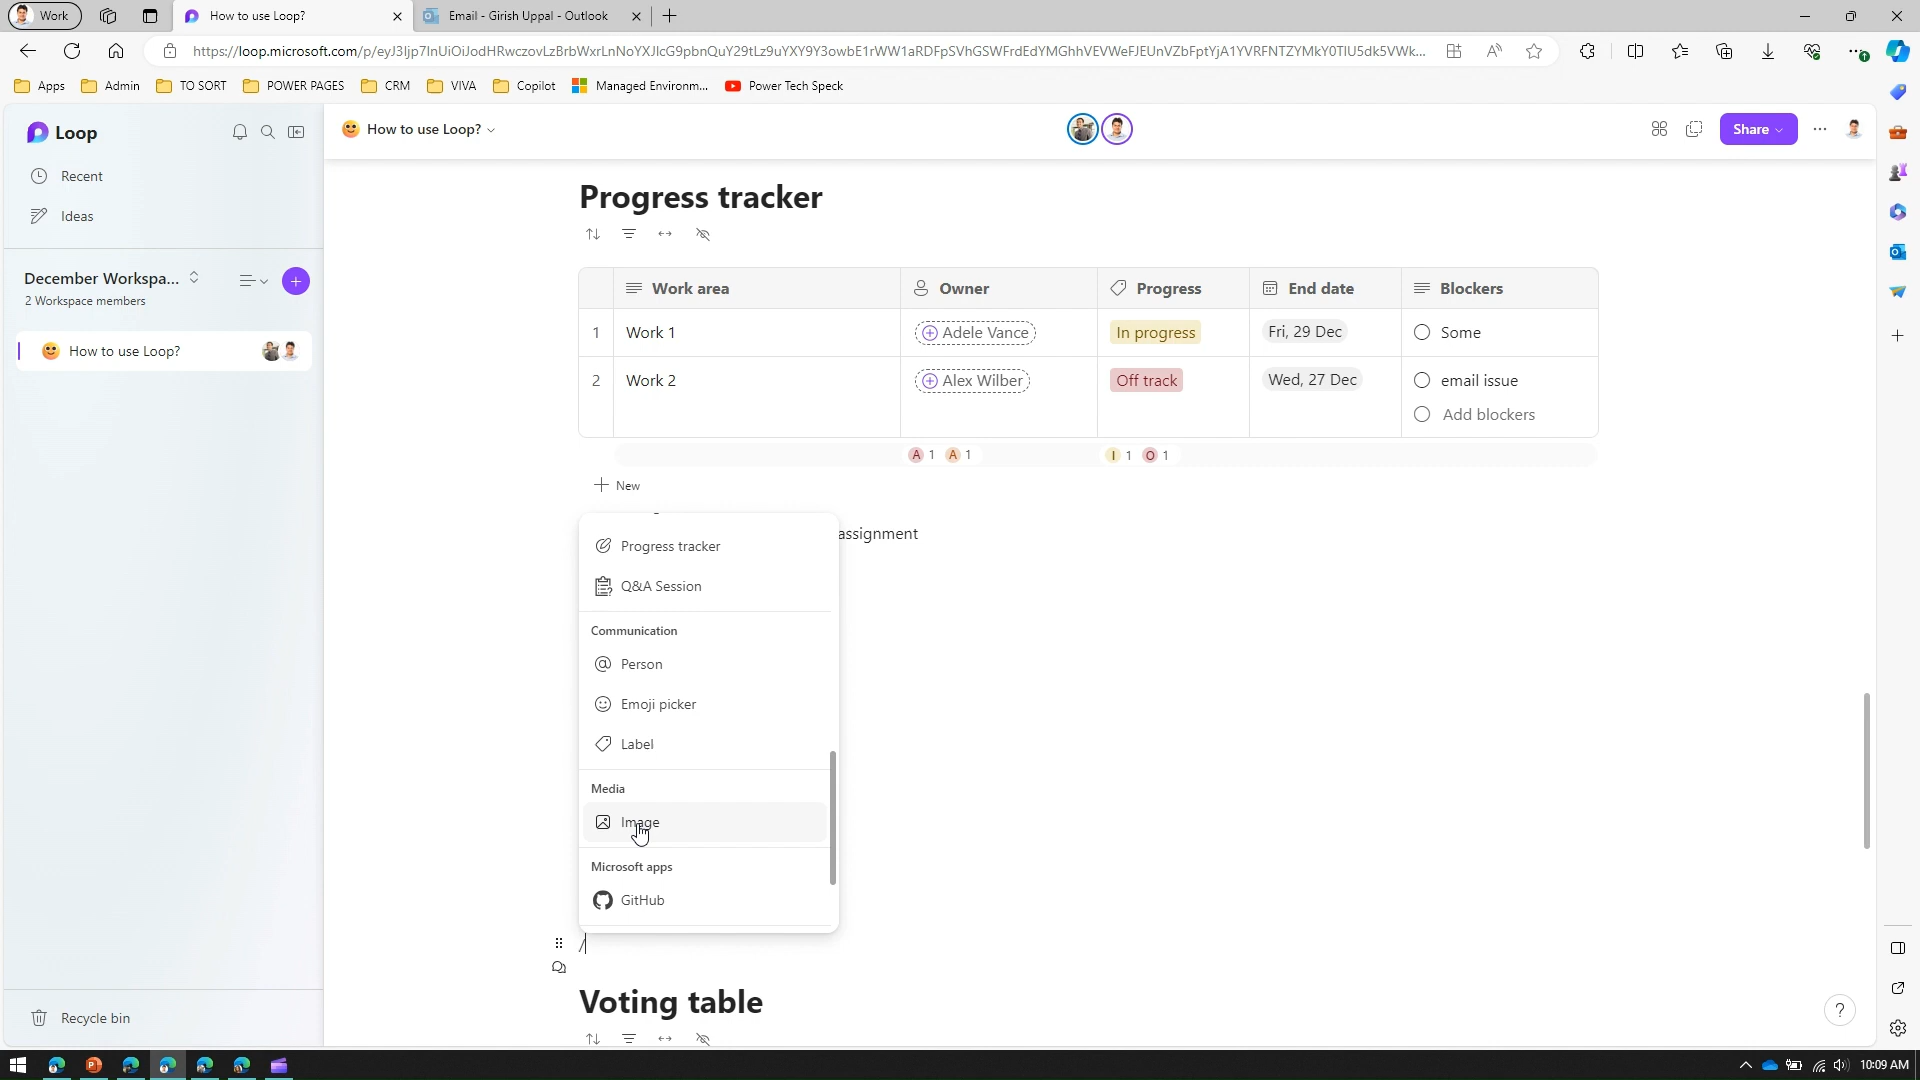 Work
How to use Loop?
Email - Girish Uppal - Outlook
Apps
Admin
TO SORT
POWER PAGES
CRM
VIVA
Copilot
Managed Environm...
Power Tech Speck
Loop
Recent
Ideas
December Workspa...
2 Workspace members
How to use Loop?
Recycle bin
How to use Loop?
Share
Progress tracker
Work area Owner Progress End date Blockers
1 Work 1 Adele Vance In progress Fri, 29 Dec Some
2 Work 2 Alex Wilber Off track Wed, 27 Dec email issue
Add blockers
A 1 A 1 I 1 O 1
New
assignment
Progress tracker
Q&A Session
Communication
Person
Emoji picker
Label
Media
Image
Microsoft apps
GitHub
/
Voting table
10:09 AM